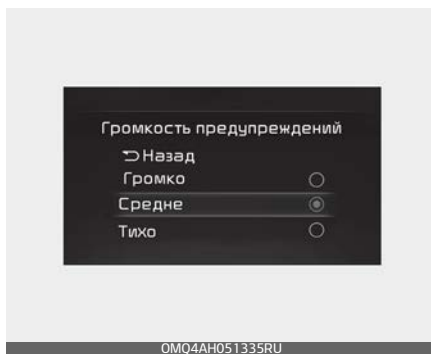 Громкость предупреждений
Назад
Громко
Средне
Тихо
OMQ4AH051335RU